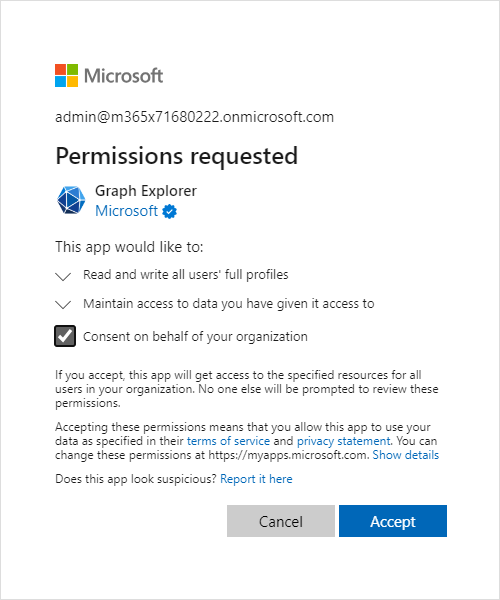 Microsoft
admin@m365x71680222.onmicrosoft.com
Permissions requested
Graph Explorer
Microsoft
This app would like to:
Read and write all users' full profiles
Maintain access to data you have given it access to
Consent on behalf of your organization
If you accept, this app will get access to the specified resources for all
users in your organization. No one else will be prompted to review these
permissions.
Accepting these permissions means that you allow this app to use your
data as specified in their terms of service and privacy statement. You can
change these permissions at https://myapps.microsoft.com. Show details
Does this app look suspicious? Report it here
Cancel Accept